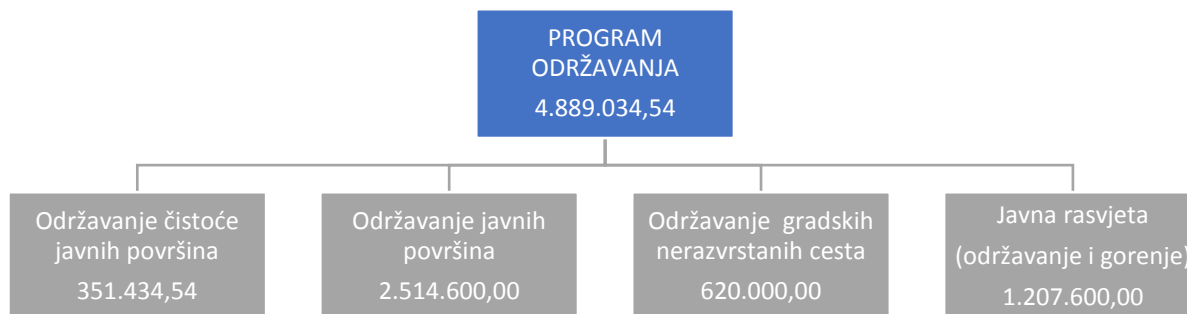 PROGRAM
ODRŽAVANJA
4.889.034,54
Održavanje čistoće
javnih površina
351.434,54
Održavanje javnih
površina
2.514.600,00
Održavanje gradskih
nerazvrstanih cesta
620.000,00
Javna rasvjeta
(održavanje i gorenje)
1.207.600,00